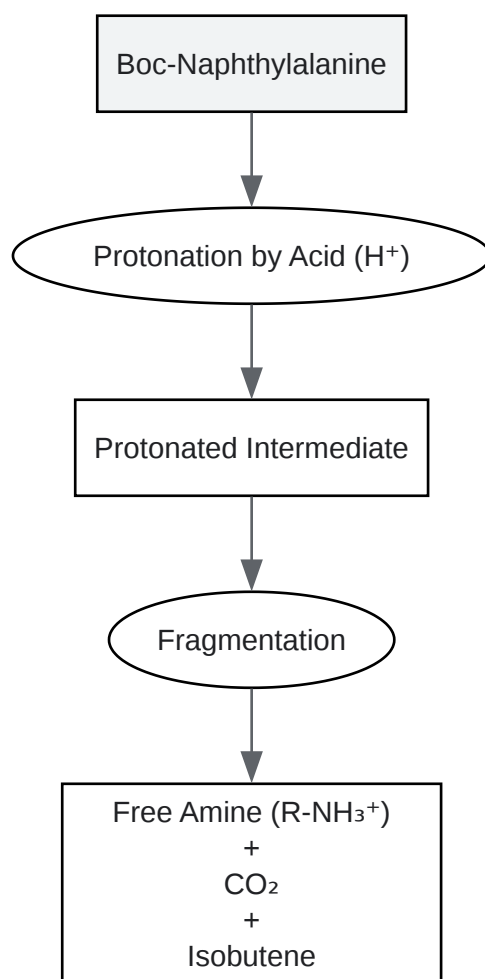 Boc-Naphthylalanine
Protonation by Acid (H⁺)
Protonated Intermediate
Fragmentation
Free Amine (R-NH₃⁺)
+
CO₂
+
Isobutene